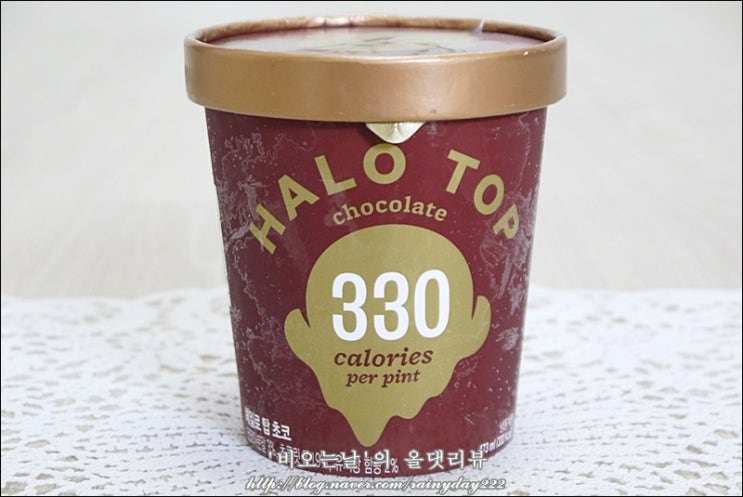 HALO TOP
chocolate
330
calories
per pint
헤일로 탑 초코
'비오는날'의 올댓리뷰
http://blog.naver.com/rainyday222